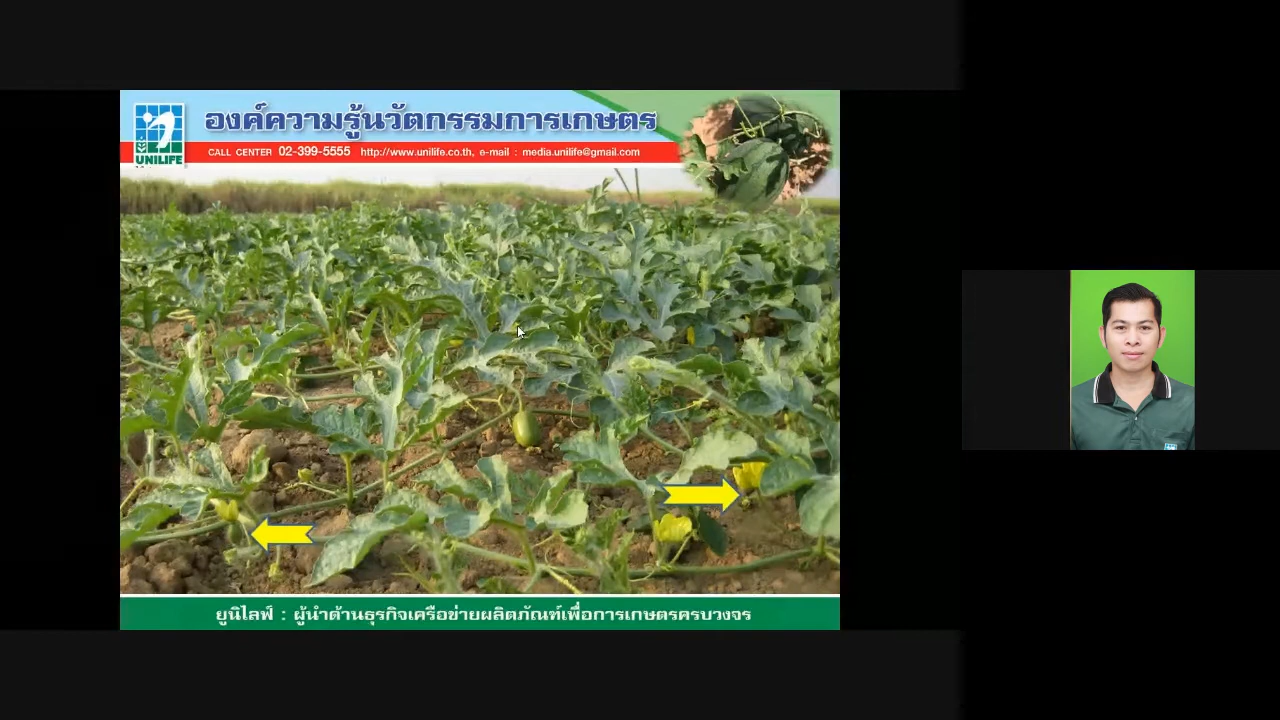 องค์ความรู้นวัตกรรมการเกษตร
UNILIFE
CALL CENTER 02-399-5555 http://www.unilife.co.th, e-mail : media.unilife@gmail.com
ยูนิไลฟ์ : ผู้นำด้านธุรกิจเครือข่ายผลิตภัณฑ์เพื่อการเกษตรครบวงจร